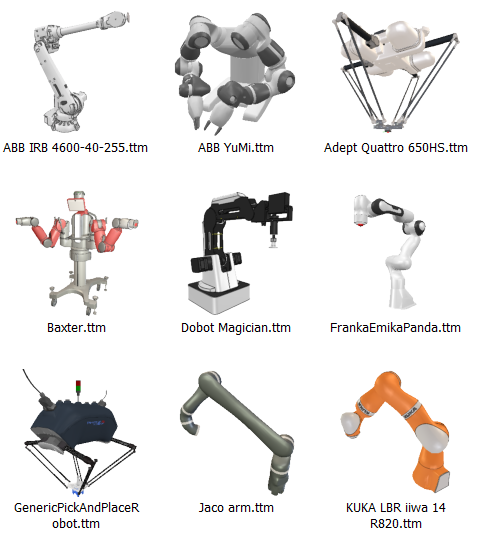 ABB IRB 4600-40-255.ttm
ABB YuMi.ttm
Adept Quattro 650HS.ttm
Baxter.ttm
Dobot Magician.ttm
FrankaEmikaPanda.ttm
GenericPickAndPlaceR
obot.ttm
Jaco arm.ttm
KUKA LBR iiwa 14
R820.ttm